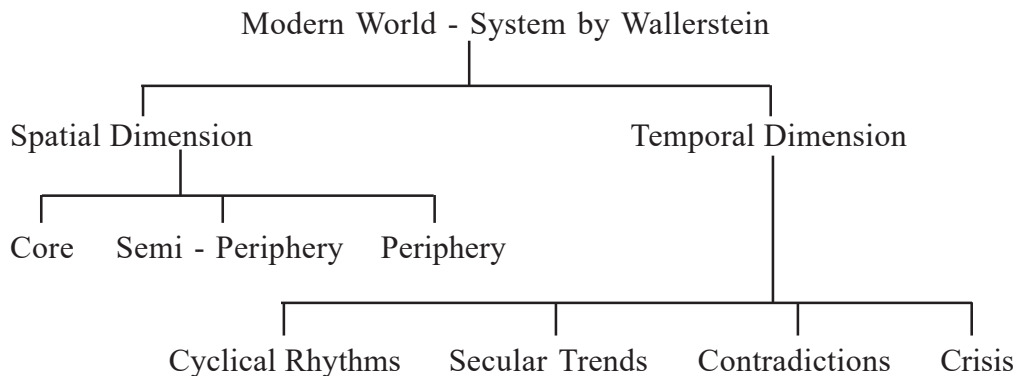 Modern World - System by Wallerstein
Spatial Dimension Temporal Dimension
Core Semi - Periphery Periphery
Cyclical Rhythms Secular Trends Contradictions Crisis